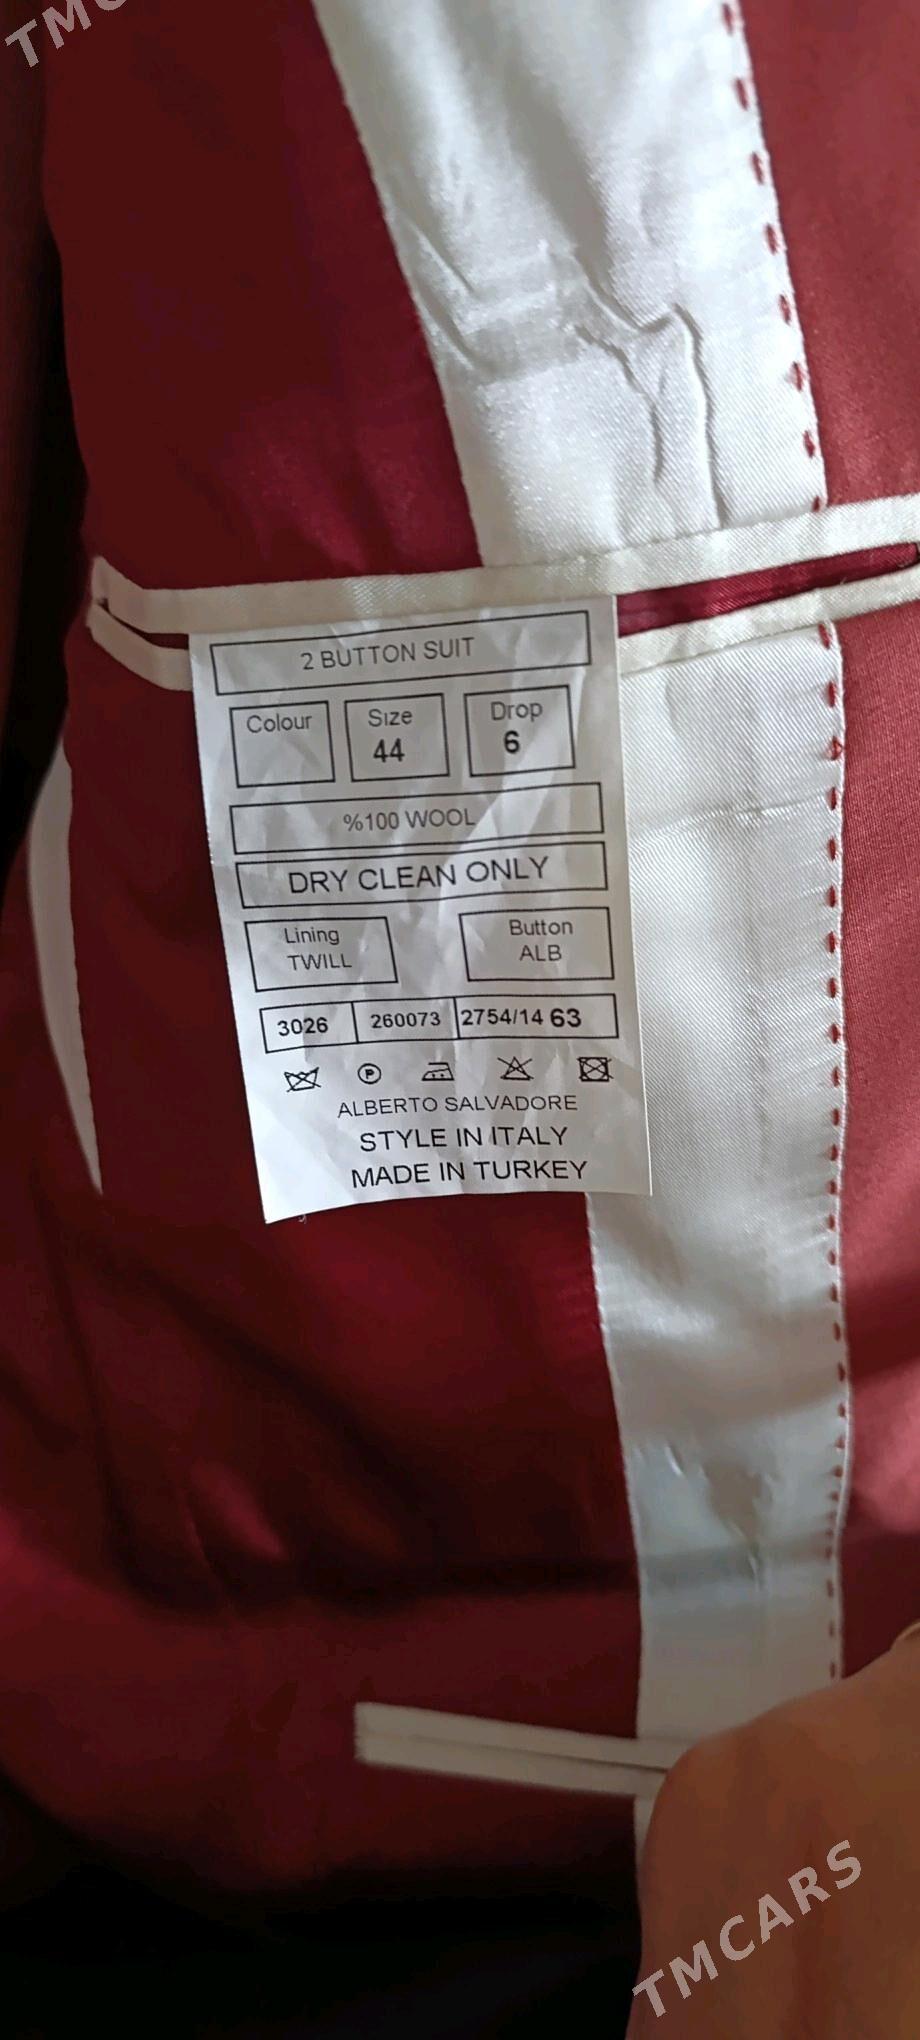 TMC
2 BUTTON SUIT
Colour Size Drop
44 6
%100 WOOL
DRY CLEAN ONLY
Lining Button
TWILL ALB
3026 260073 2754/14 63
P
ALBERTO SALVADORE
STYLE IN ITALY
MADE IN TURKEY
TMCARS